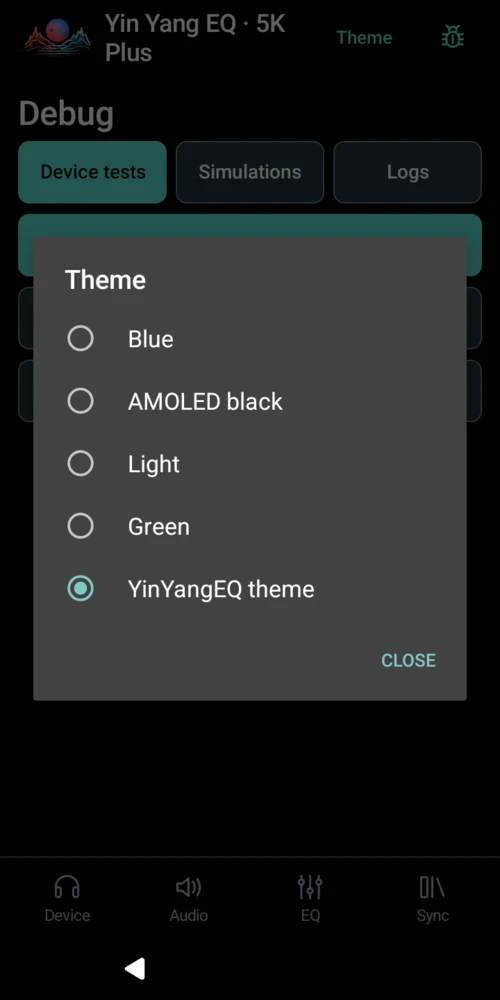 Yin Yang EQ · 5K
Plus
Theme
Debug
Device tests
Simulations
Logs
Theme
Blue
AMOLED black
Light
Green
YinYangEQ theme
CLOSE
Device
Audio
EQ
Sync